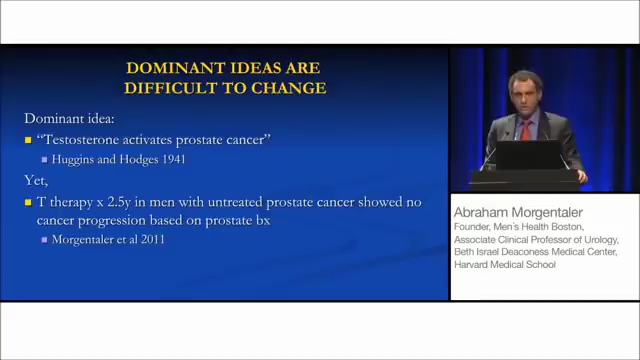 DOMINANT IDEAS ARE
DIFFICULT TO CHANGE
Dominant idea:
“Testosterone activates prostate cancer”
Huggins and Hodges 1941
Yet,
T therapy x 2.5y in men with untreated prostate cancer showed no
cancer progression based on prostate bx
Morgentaler et al 2011
Abraham Morgentaler
Founder, Men's Health Boston,
Associate Clinical Professor of Urology,
Beth Israel Deaconess Medical Center,
Harvard Medical School